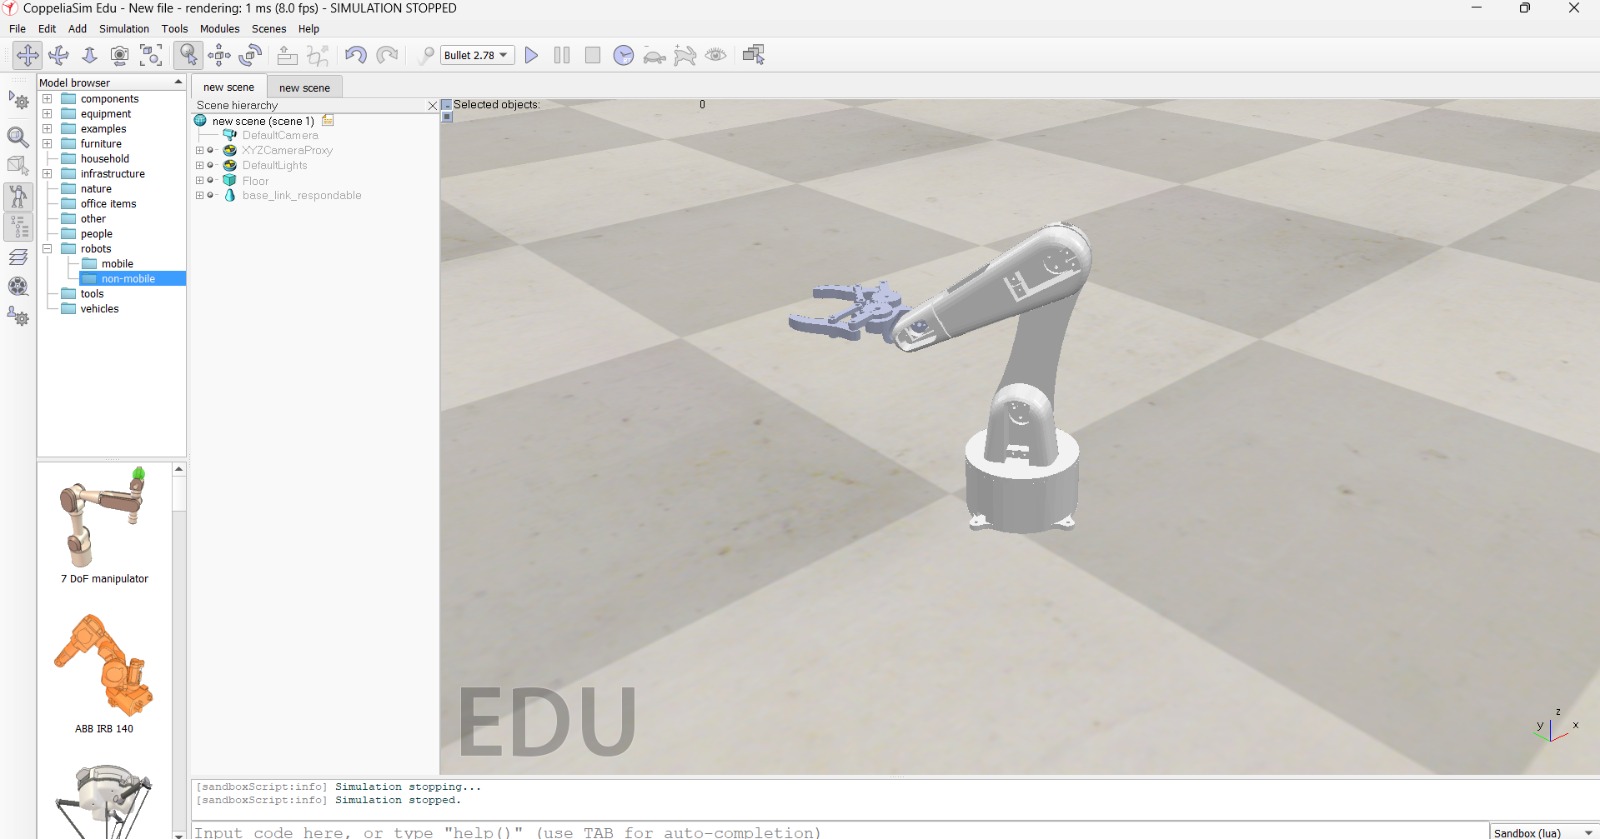 CoppeliaSim Edu - New file - rendering: 1 ms (8.0 fps) - SIMULATION STOPPED
File Edit Add Simulation Tools Modules Scenes Help
Bullet 2.78
Model browser
components
equipment
examples
furniture
household
infrastructure
nature
office items
other
people
robots
mobile
non-mobile
tools
vehicles
7 DoF manipulator
ABB IRB 140
new scene new scene
Scene hierarchy
new scene (scene 1)
DefaultCamera
XYZCameraProxy
DefaultLights
Floor
base_link_respondable
Selected objects: 0
EDU
z
y x
[sandboxScript:info] Simulation stopping...
[sandboxScript:info] Simulation stopped.
Input code here, or type "help()" (use TAB for auto-completion)
Sandbox (lua)